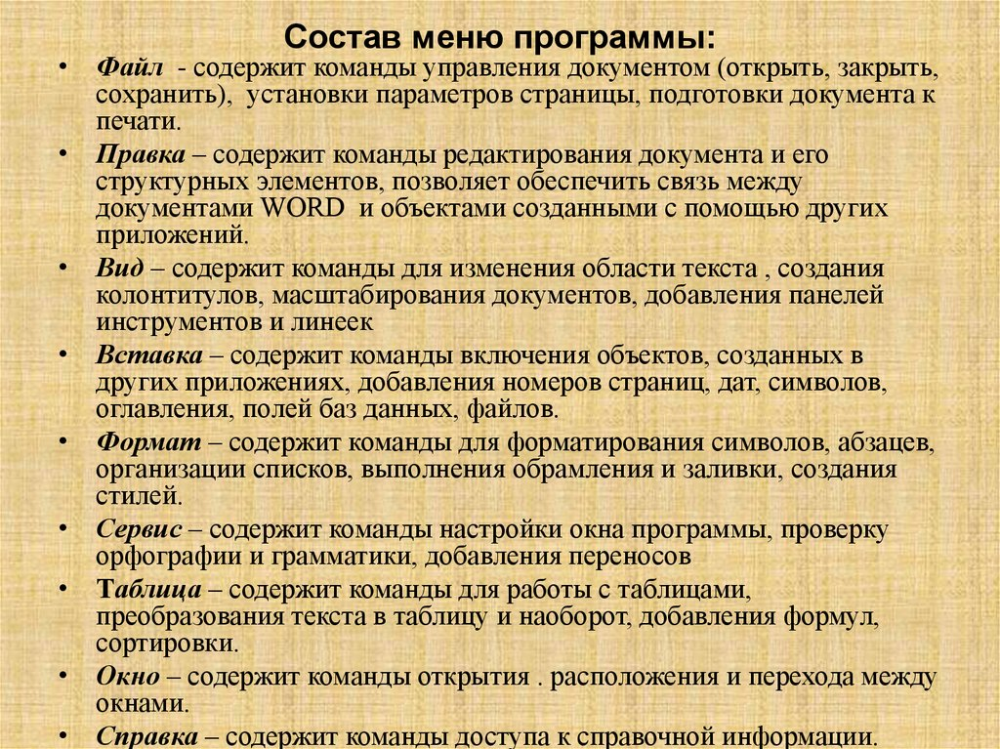 Состав меню программы:
• Файл - содержит команды управления документом (открыть, закрыть,
сохранить), установки параметров страницы, подготовки документа к
печати.
• Правка – содержит команды редактирования документа и его
структурных элементов, позволяет обеспечить связь между
документами WORD и объектами созданными с помощью других
приложений.
• Вид – содержит команды для изменения области текста , создания
колонтитулов, масштабирования документов, добавления панелей
инструментов и линеек
• Вставка – содержит команды включения объектов, созданных в
других приложениях, добавления номеров страниц, дат, символов,
оглавления, полей баз данных, файлов.
• Формат – содержит команды для форматирования символов, абзацев,
организации списков, выполнения обрамления и заливки, создания
стилей.
• Сервис – содержит команды настройки окна программы, проверку
орфографии и грамматики, добавления переносов
• Таблица – содержит команды для работы с таблицами,
преобразования текста в таблицу и наоборот, добавления формул,
сортировки.
• Окно – содержит команды открытия . расположения и перехода между
окнами.
• Справка – содержит команды доступа к справочной информации.